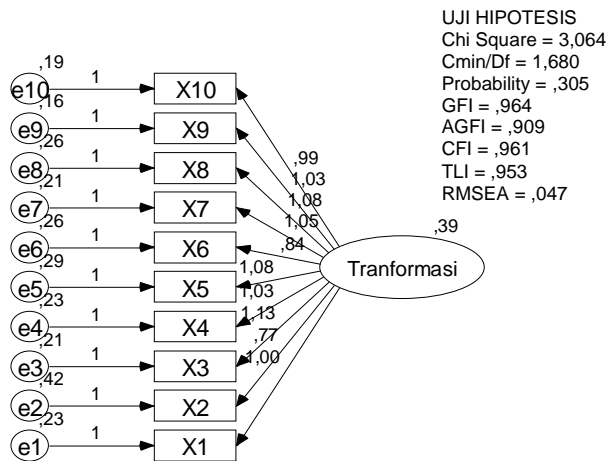 UJI HIPOTESIS
Chi Square = 3,064
Cmin/Df = 1,680
Probability = ,305
GFI = ,964
AGFI = ,909
CFI = ,961
TLI = ,953
RMSEA = ,047
,19
e10 1 X10
,16
e9 1 X9
,26
e8 1 X8
,21
e7 1 X7
,26
e6 1 X6
,29
e5 1 X5
,23
e4 1 X4
,21
e3 1 X3
,42
e2 1 X2
,23
e1 1 X1
,99
1,03
1,08
1,05
,84
1,08
1,03
1,13
,77
1,00
,39
Tranformasi